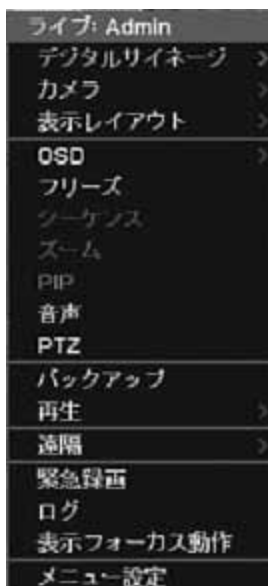 ライブ: Admin
デジタルサイネージ
カメラ
表示レイアウト
OSD
フリーズ
シーケンス
ズーム
PIP
音声
PTZ
バックアップ
再生
遠隔
緊急録画
ログ
表示フォーカス動作
メニュー設定